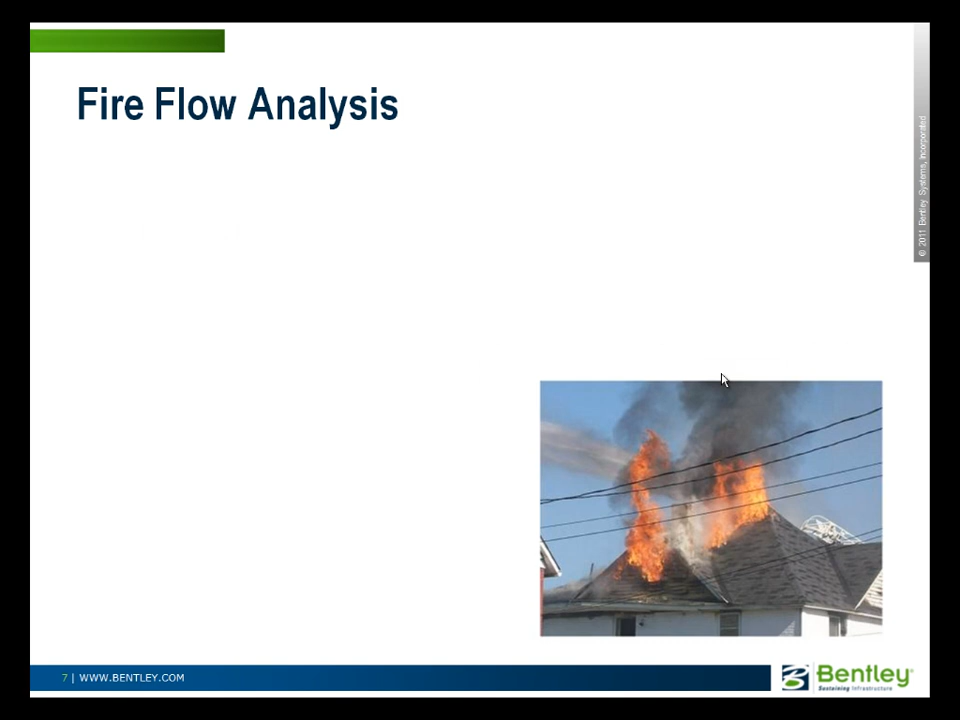 Fire Flow Analysis
© 2011 Bentley Systems, Incorporated
7 | WWW.BENTLEY.COM
Bentley®
Sustaining Infrastructure